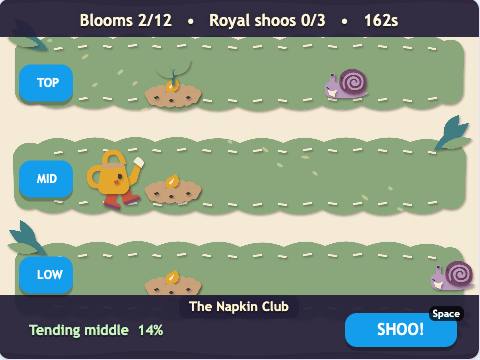 Blooms 2/12 • Royal shoos 0/3 • 162s
TOP
MID
LOW
The Napkin Club
Space
Tending middle 14%
SHOO!